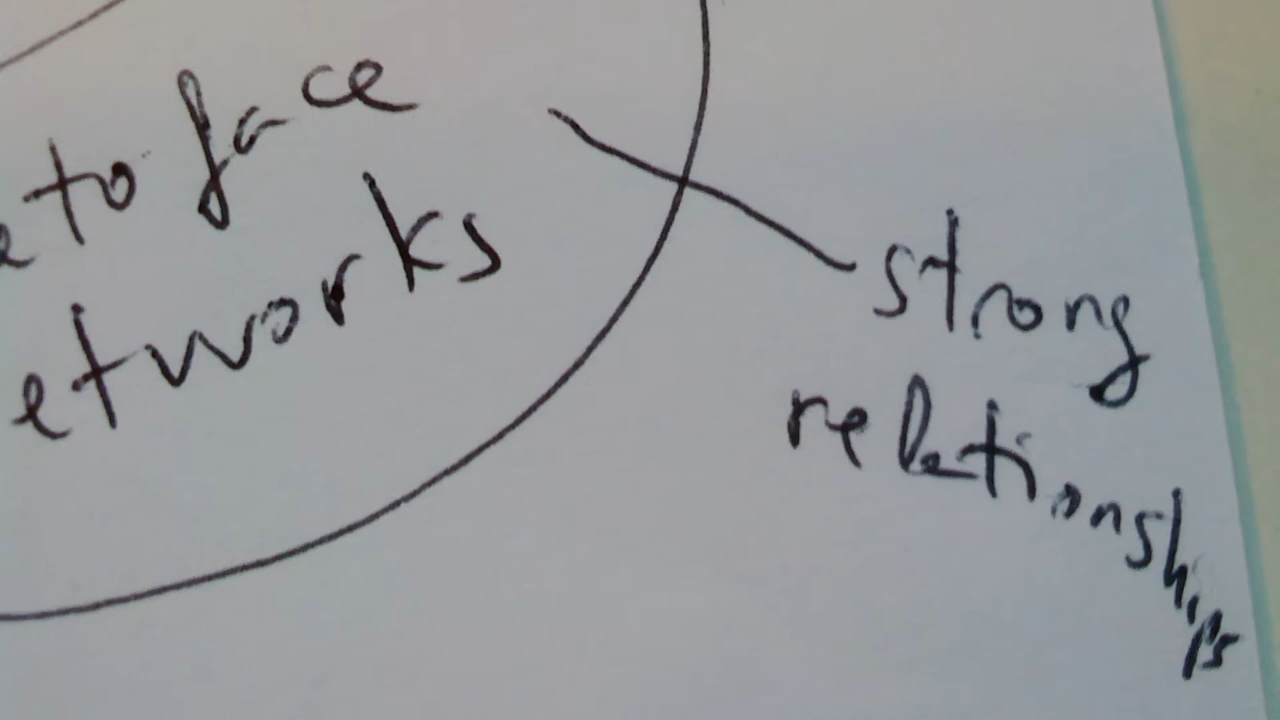 e to face
etworks
strong
relationships